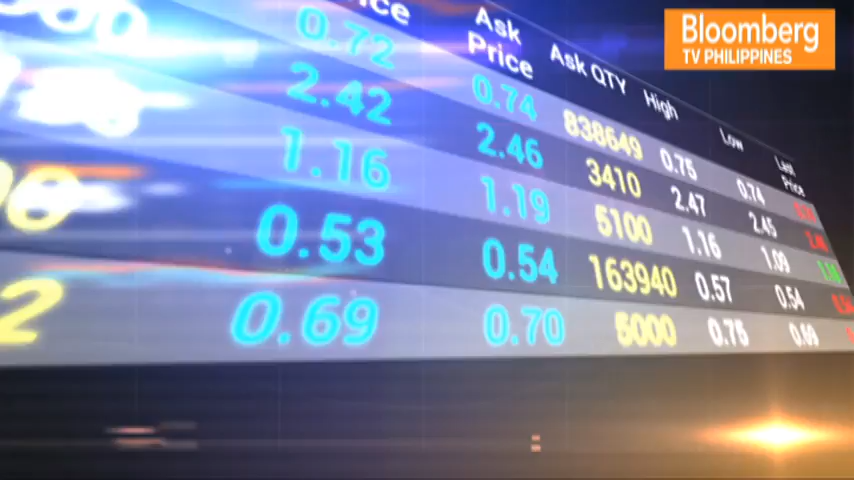 Bloomberg
TV PHILIPPINES
Ask Price Ask QTY High Low Last Price
0.72 0.74 838649 0.75 0.74
2.42 2.46 3410 2.47 2.45
1.16 1.19 5100 1.16 1.09
0.53 0.54 163940 0.57 0.54
2 0.69 0.70 5000 0.75 0.69